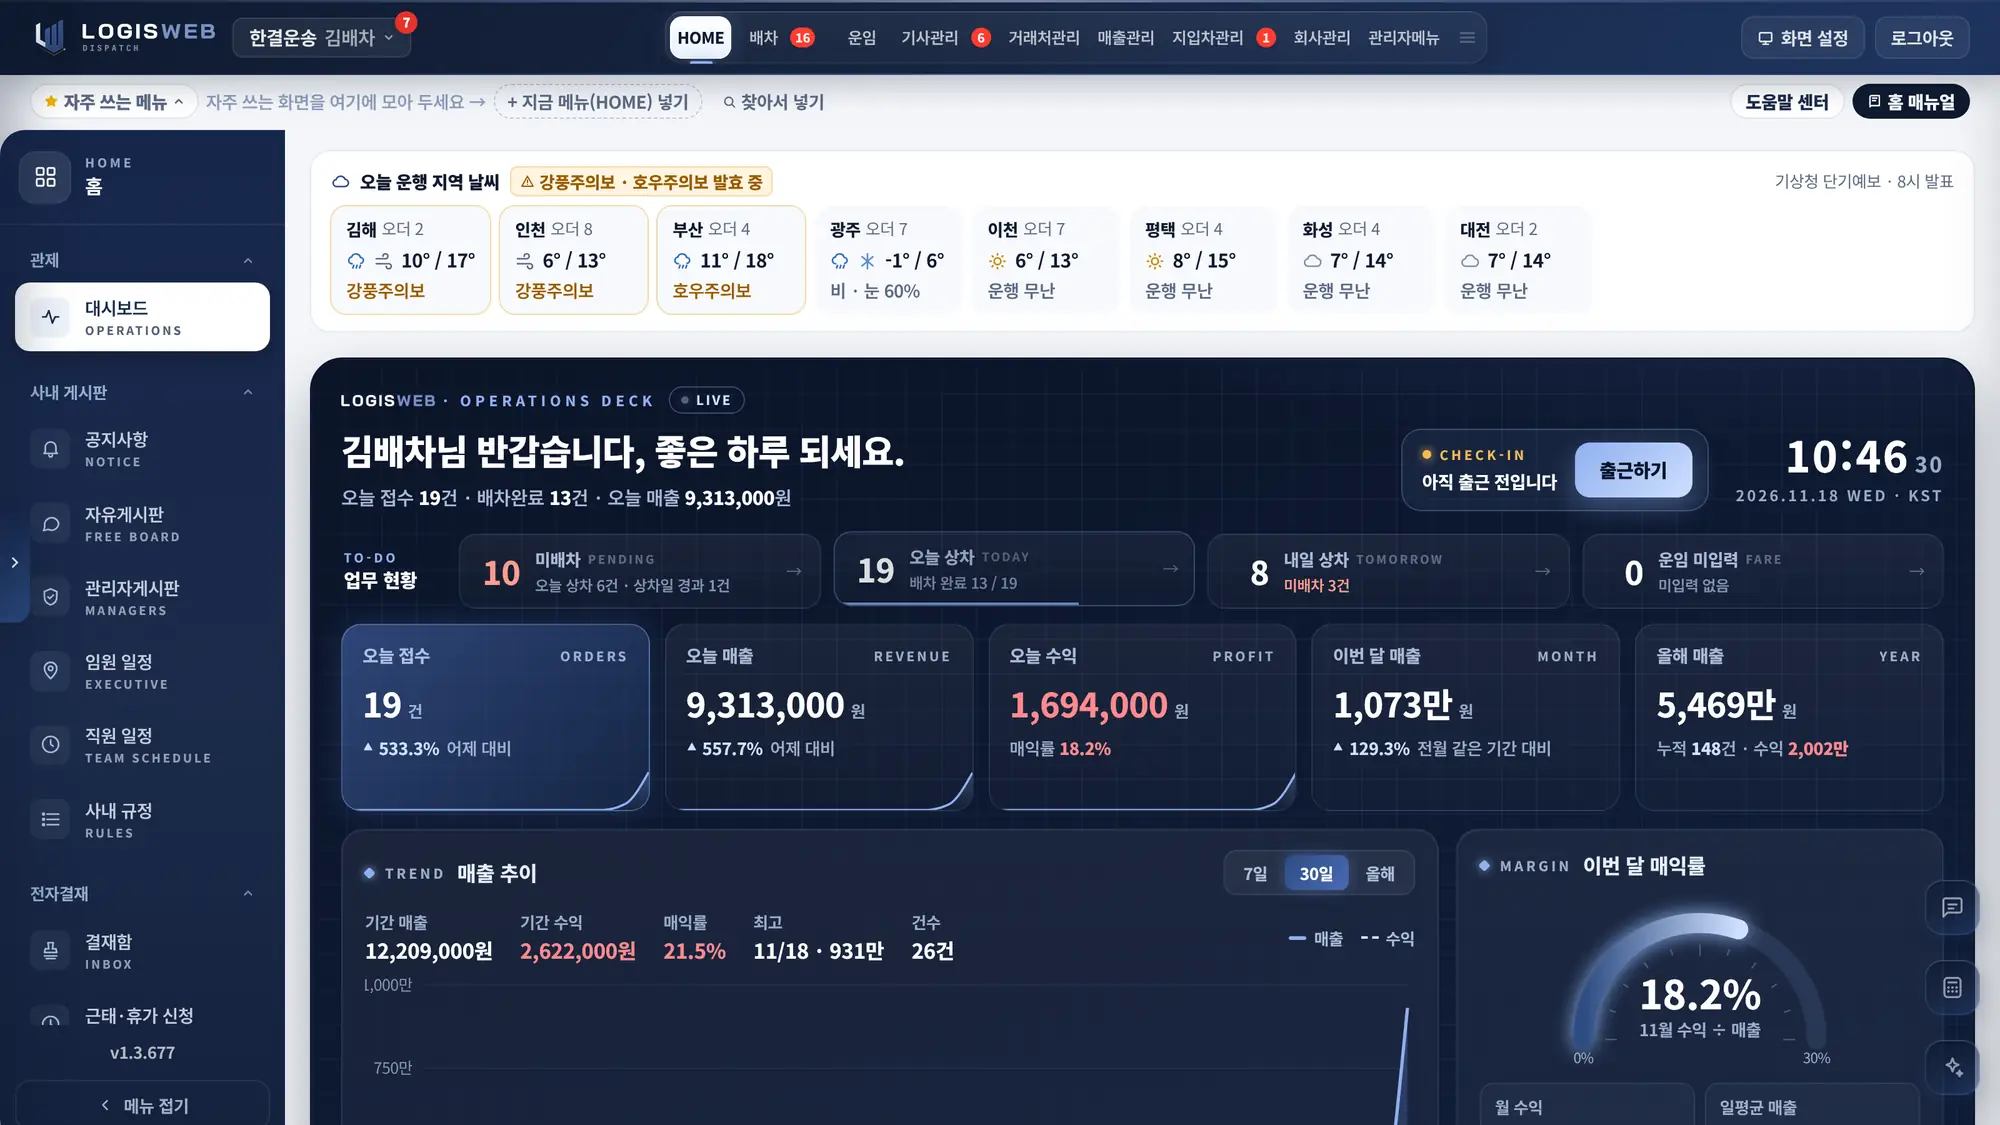 LOGISWEB
DISPATCH
한결운송 김배차
7
HOME
배차 16
운임
기사관리 6
거래처관리
매출관리
지입차관리 1
회사관리
관리자메뉴
화면 설정
로그아웃
자주 쓰는 메뉴
자주 쓰는 화면을 여기에 모아 두세요 →
+ 지금 메뉴(HOME) 넣기
찾아서 넣기
도움말 센터
홈 매뉴얼
HOME
홈
관제
대시보드
OPERATIONS
사내 게시판
공지사항
NOTICE
자유게시판
FREE BOARD
관리자게시판
MANAGERS
임원 일정
EXECUTIVE
직원 일정
TEAM SCHEDULE
사내 규정
RULES
전자결재
결재함
INBOX
근태·휴가 신청
v1.3.677
메뉴 접기
오늘 운행 지역 날씨
강풍주의보 · 호우주의보 발효 중
기상청 단기예보 · 8시 발표
김해 오더 2
10° / 17°
강풍주의보
인천 오더 8
6° / 13°
강풍주의보
부산 오더 4
11° / 18°
호우주의보
광주 오더 7
-1° / 6°
비 · 눈 60%
이천 오더 7
6° / 13°
운행 무난
평택 오더 4
8° / 15°
운행 무난
화성 오더 4
7° / 14°
운행 무난
대전 오더 2
7° / 14°
운행 무난
LOGISWEB · OPERATIONS DECK
LIVE
김배차님 반갑습니다, 좋은 하루 되세요.
오늘 접수 19건 · 배차완료 13건 · 오늘 매출 9,313,000원
CHECK-IN
아직 출근 전입니다
출근하기
10:46 30
2026.11.18 WED · KST
TO-DO
업무 현황
10
미배차 PENDING
오늘 상차 6건 · 상차일 경과 1건
→
19
오늘 상차 TODAY
배차 완료 13 / 19
→
8
내일 상차 TOMORROW
미배차 3건
→
0
운임 미입력 FARE
미입력 없음
→
오늘 접수 ORDERS
19 건
▲ 533.3% 어제 대비
오늘 매출 REVENUE
9,313,000 원
▲ 557.7% 어제 대비
오늘 수익 PROFIT
1,694,000 원
매익률 18.2%
이번 달 매출 MONTH
1,073만 원
▲ 129.3% 전월 같은 기간 대비
올해 매출 YEAR
5,469만 원
누적 148건 · 수익 2,002만
TREND 매출 추이
7일
30일
올해
기간 매출
12,209,000원
기간 수익
2,622,000원
매익률
21.5%
최고
11/18 · 931만
건수
26건
매출
수익
1,000만
750만
MARGIN 이번 달 매익률
18.2%
11월 수익 ÷ 매출
0%
30%
월 수익
일평균 매출